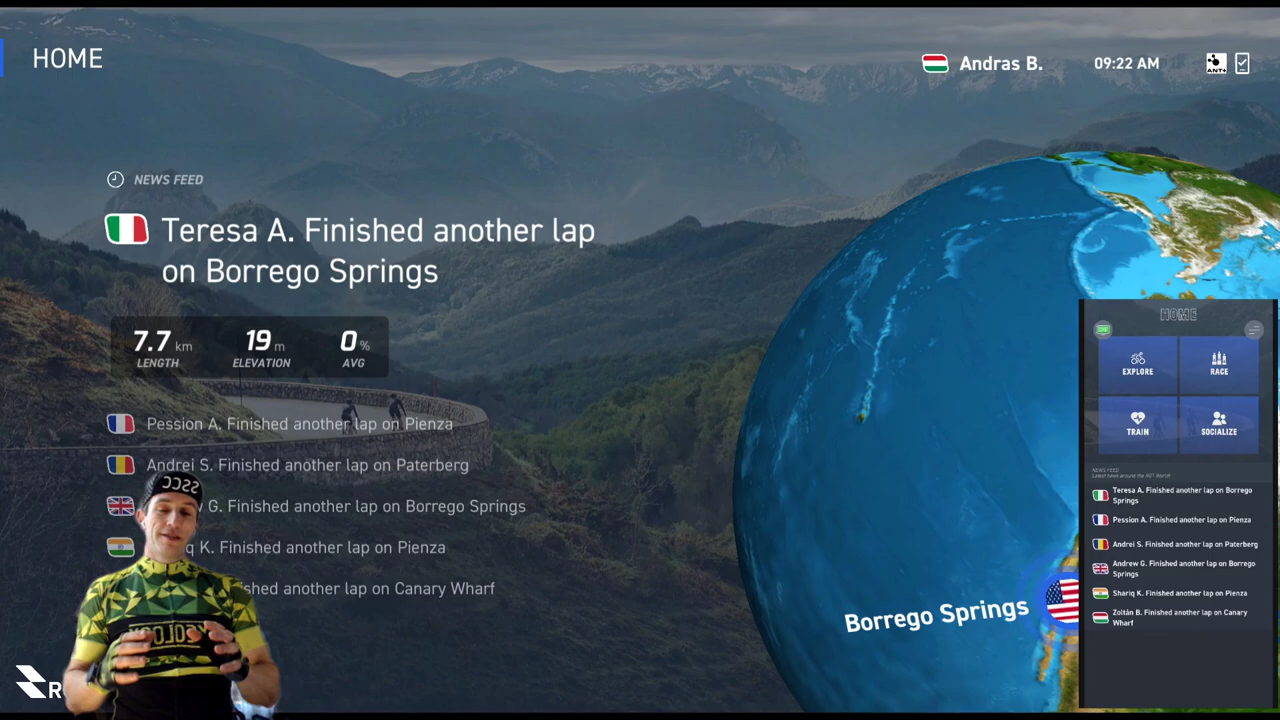 HOME
Andras B.
09:22 AM
ANT+
NEWS FEED
Teresa A. Finished another lap
on Borrego Springs
7.7 km
LENGTH
19 m
ELEVATION
0 %
AVG
Pession A. Finished another lap on Pienza
Andrei S. Finished another lap on Paterberg
G. Finished another lap on Borrego Springs
K. Finished another lap on Pienza
another lap on Canary Wharf
Borrego Springs
HOME
EXPLORE
RACE
TRAIN
SOCIALIZE
NEWS FEED
Teresa A. Finished another lap on Borrego
Springs
Pession A. Finished another lap on Pienza
Andrei S. Finished another lap on Paterberg
Andrew G. Finished another lap on Borrego
Springs
Shariq K. Finished another lap on Pienza
Zoltán B. Finished another lap on Canary
Wharf